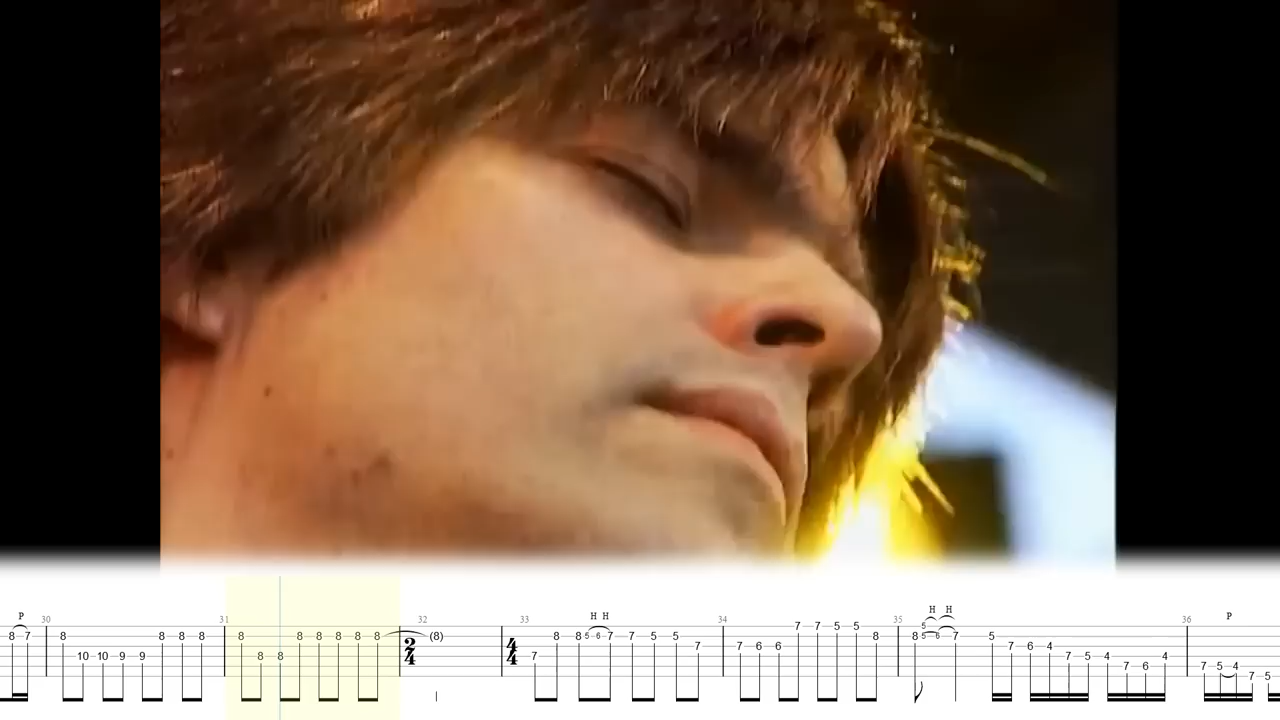 P H H H H P
30 31 32 33 34 35 36
7 7 5 5
8 7 8 8 8 8 8 8 8 8 8 8 (8) 8 8 5 6 7 7 5 5 7 8 8 5 5 6 7 5
2 4 4 4
7 6 6 6 4
10 10 9 9 8 8 7 7 5 4 4
7 6 7 5 4
7 5